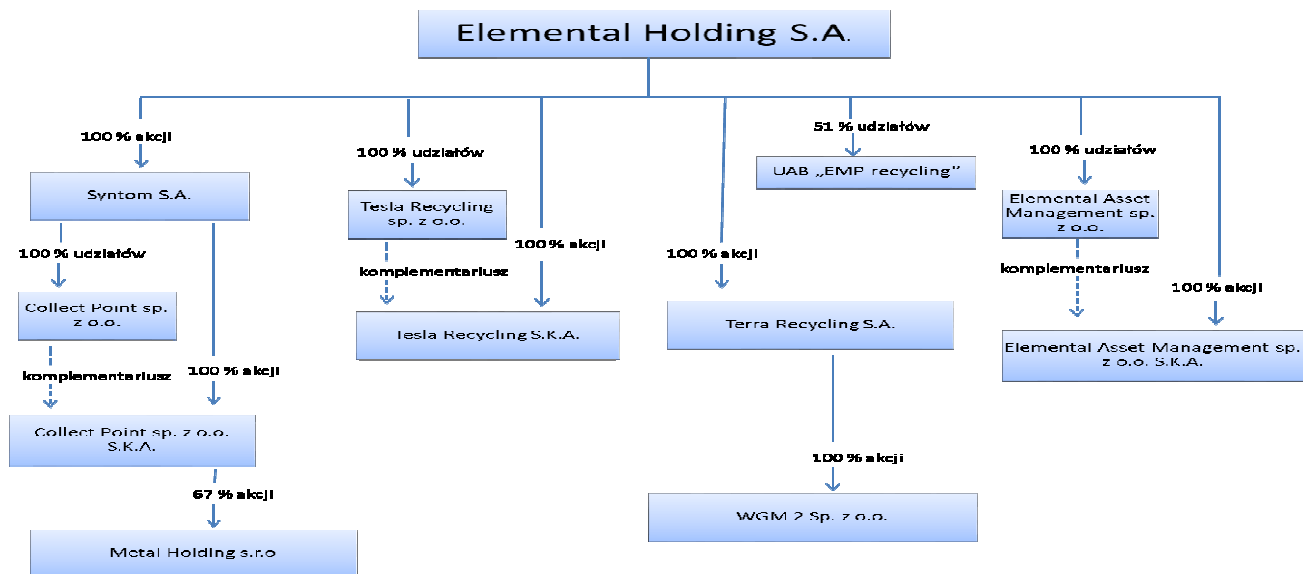 Elemental Holding S.A.
100 % akcji
Syntom S.A.
100 % udziałów
Collect Point sp.
z o.o.
komplementariusz
100 % akcji
Collect Point sp. z o.o.
S.K.A.
67 % akcji
Metal Holding s.r.o
100 % udziałów
Tesla Recycling
sp. z o.o.
komplementariusz
100 % akcji
Tesla Recycling S.K.A.
100 % akcji
Terra Recycling S.A.
100 % akcji
WGM 2 Sp. z o.o.
51 % udziałów
UAB „EMP recycling”
100 % udziałów
Elemental Asset
Management sp.
z o.o.
komplementariusz
100 % akcji
Elemental Asset Management sp.
z o.o. S.K.A.